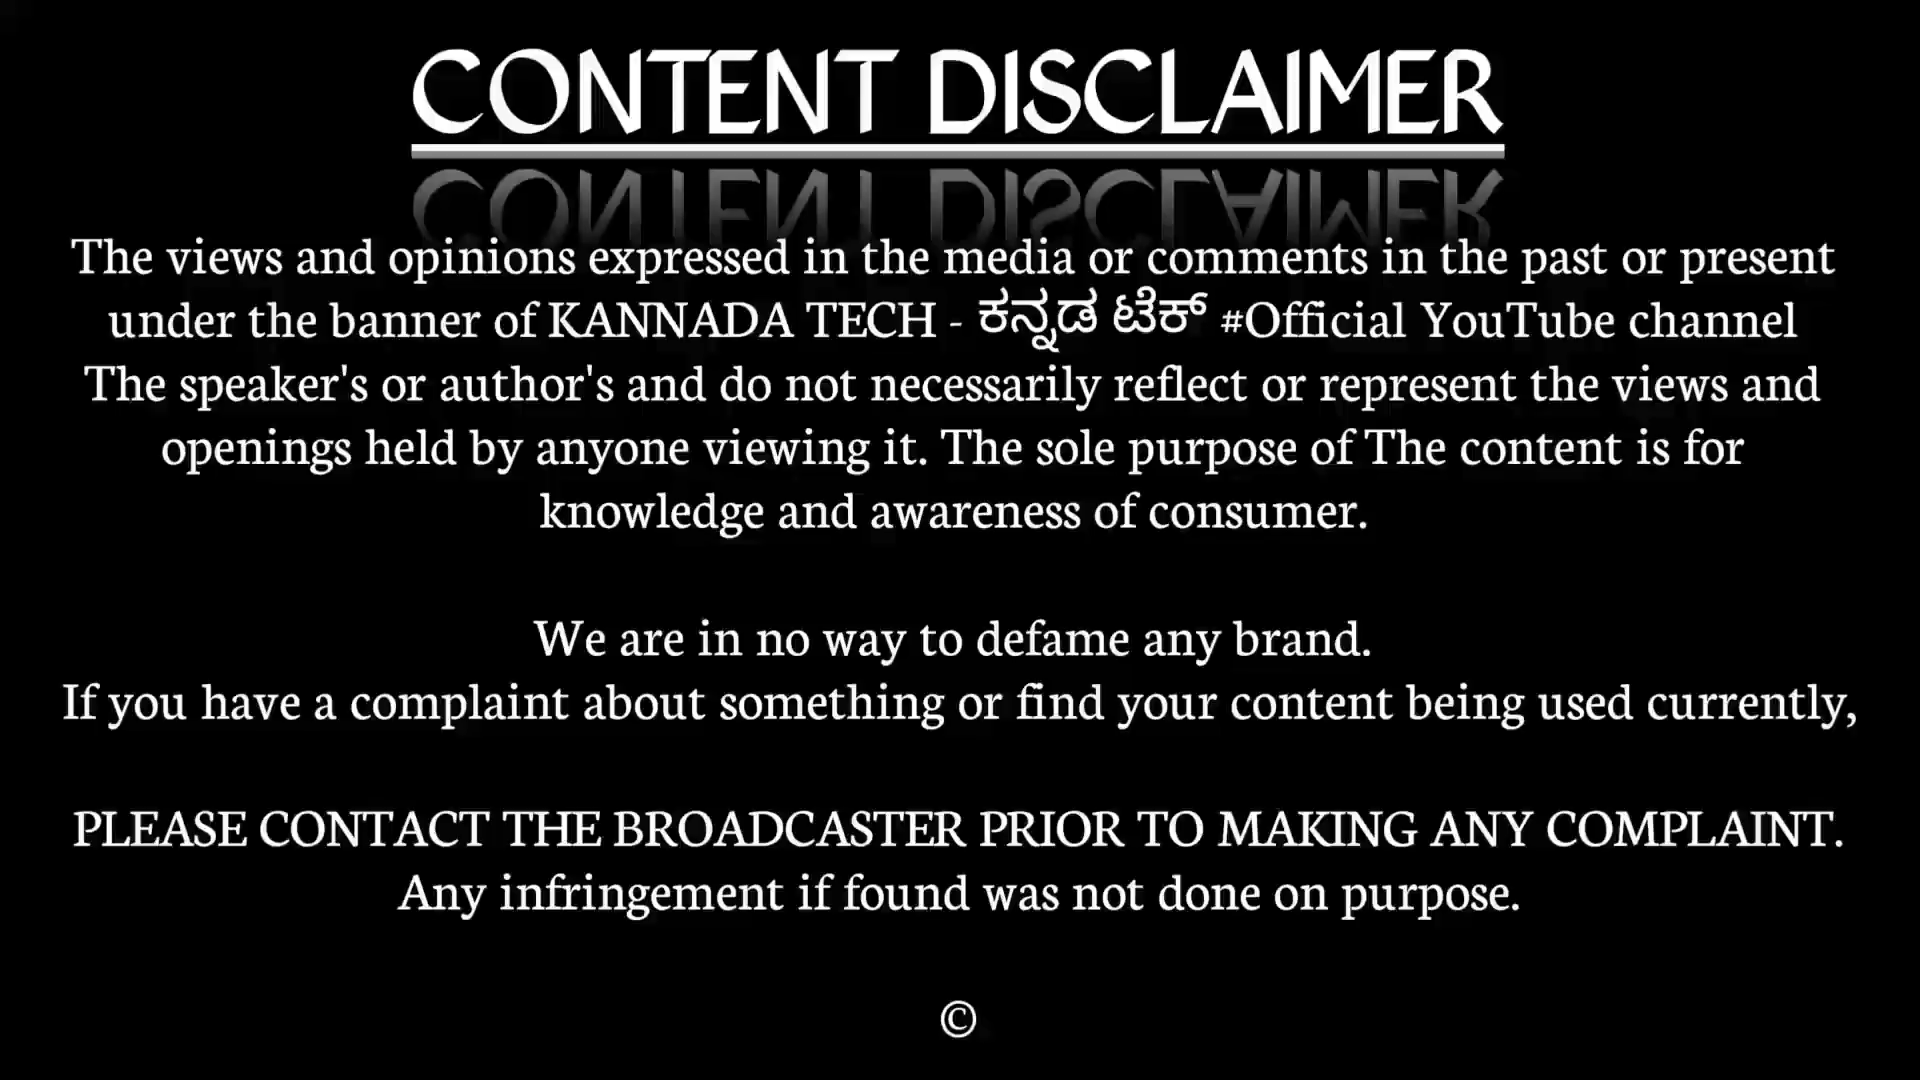 CONTENT DISCLAIMER
The views and opinions expressed in the media or comments in the past or present
under the banner of KANNADA TECH - ಕನ್ನಡ ಟೆಕ್ #Official YouTube channel
The speaker's or author's and do not necessarily reflect or represent the views and
openings held by anyone viewing it. The sole purpose of The content is for
knowledge and awareness of consumer.
We are in no way to defame any brand.
If you have a complaint about something or find your content being used currently,
PLEASE CONTACT THE BROADCASTER PRIOR TO MAKING ANY COMPLAINT.
Any infringement if found was not done on purpose.
©